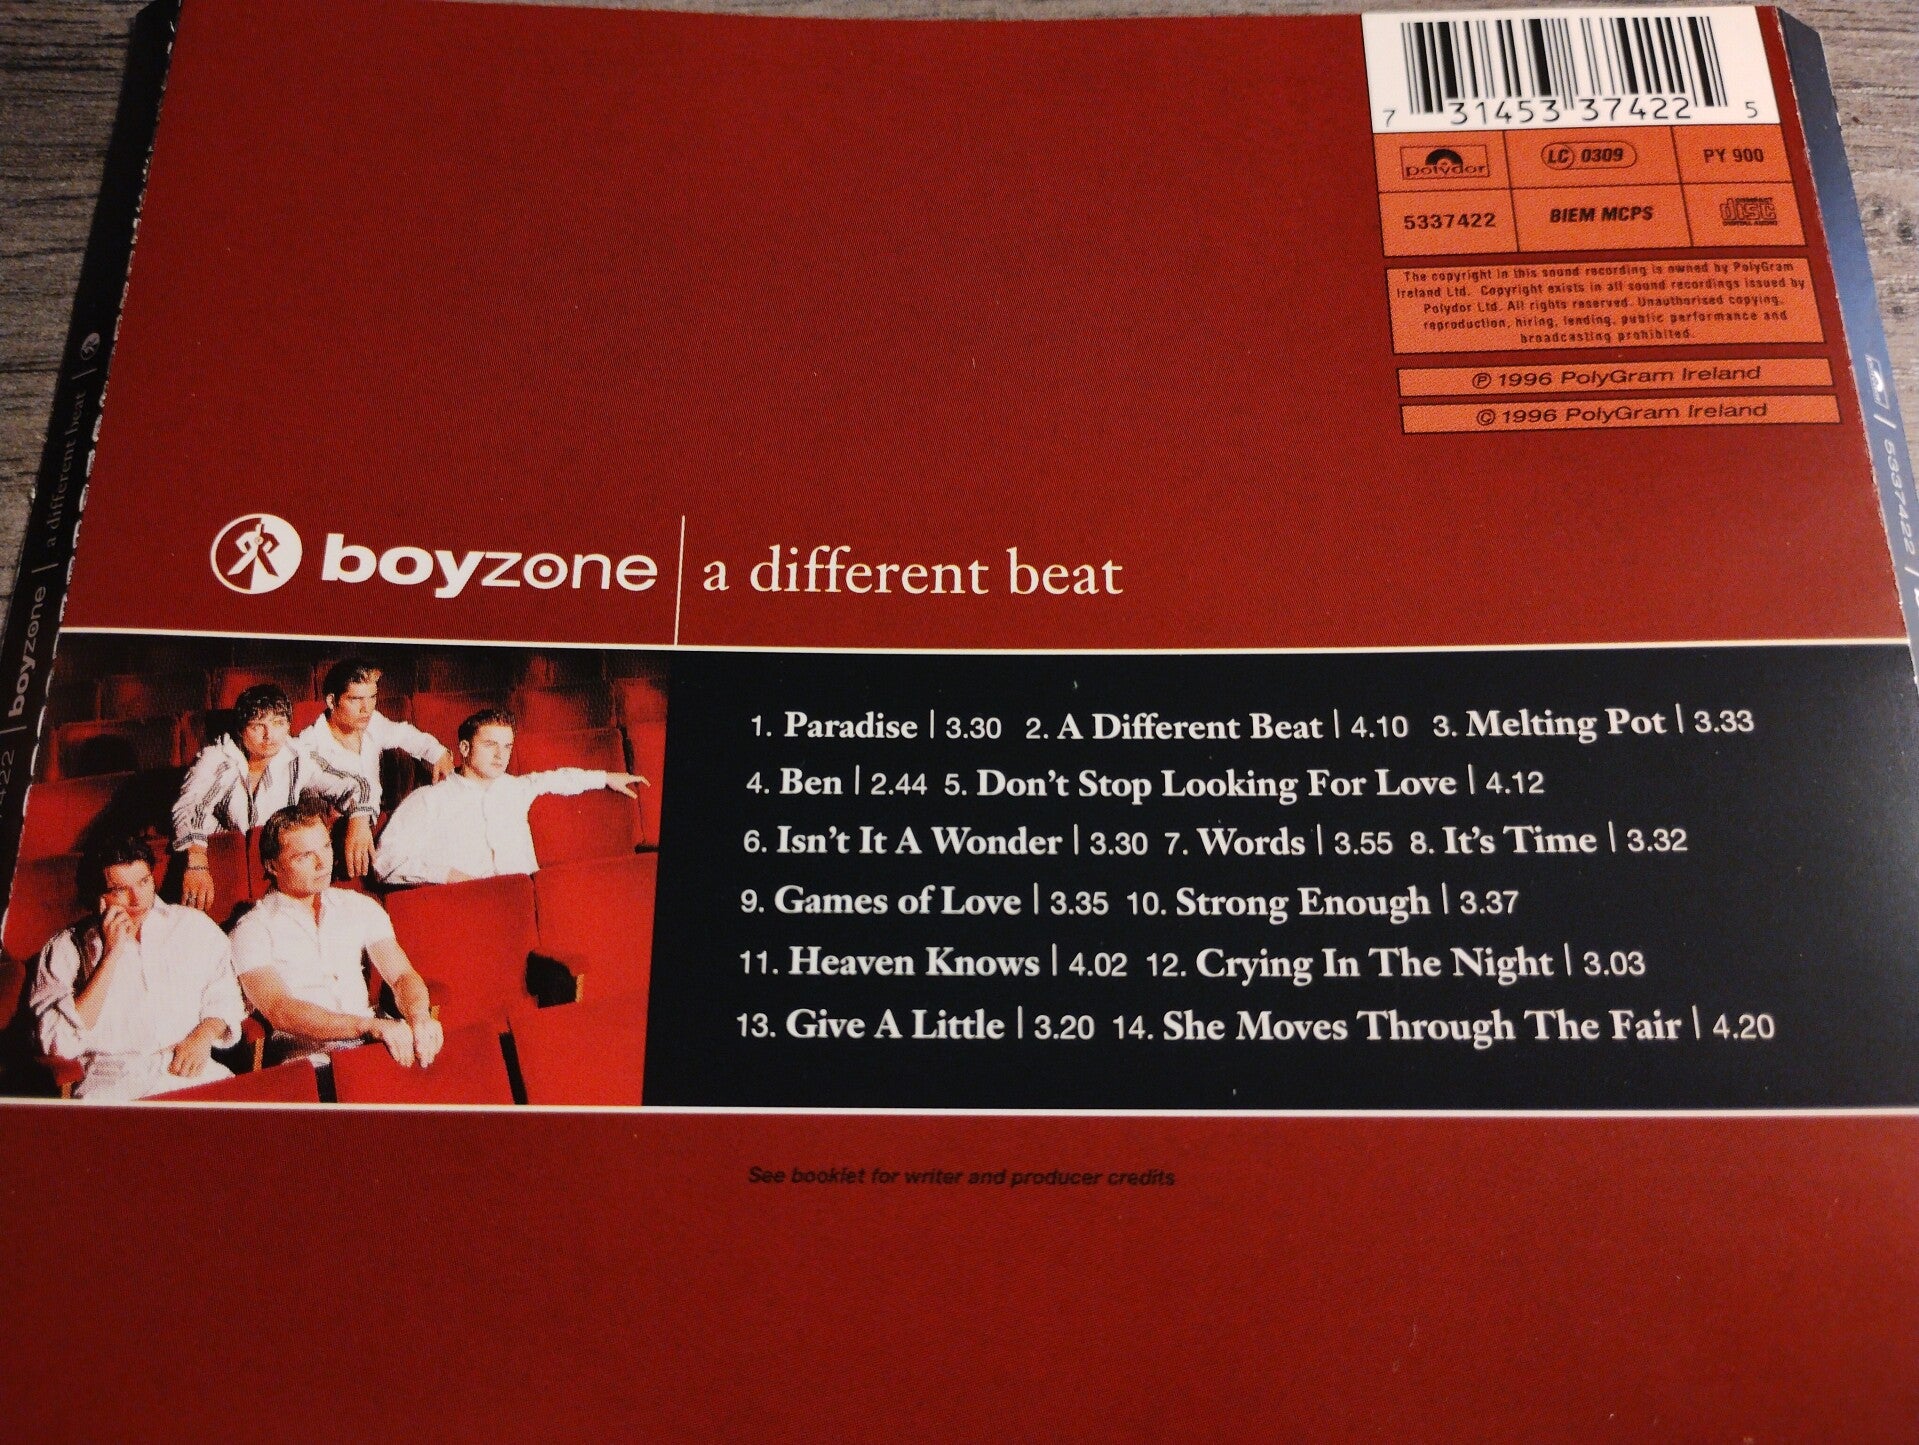 7 31453 37422 5
polydor
LC 0309
PY 900
5337422
BIEM MCPS
COMPACT
disc
DIGITAL AUDIO
The copyright in this sound recording is owned by PolyGram
Ireland Ltd. Copyright exists in all sound recordings issued by
Polydor Ltd. All rights reserved. Unauthorised copying,
reproduction, hiring, lending, public performance and
broadcasting prohibited.
℗ 1996 PolyGram Ireland
© 1996 PolyGram Ireland
boyzone | a different beat
boyzone | a different beat |
5337422
1. Paradise | 3.30 2. A Different Beat | 4.10 3. Melting Pot | 3.33
4. Ben | 2.44 5. Don't Stop Looking For Love | 4.12
6. Isn't It A Wonder | 3.30 7. Words | 3.55 8. It's Time | 3.32
9. Games of Love | 3.35 10. Strong Enough | 3.37
11. Heaven Knows | 4.02 12. Crying In The Night | 3.03
13. Give A Little | 3.20 14. She Moves Through The Fair | 4.20
See booklet for writer and producer credits